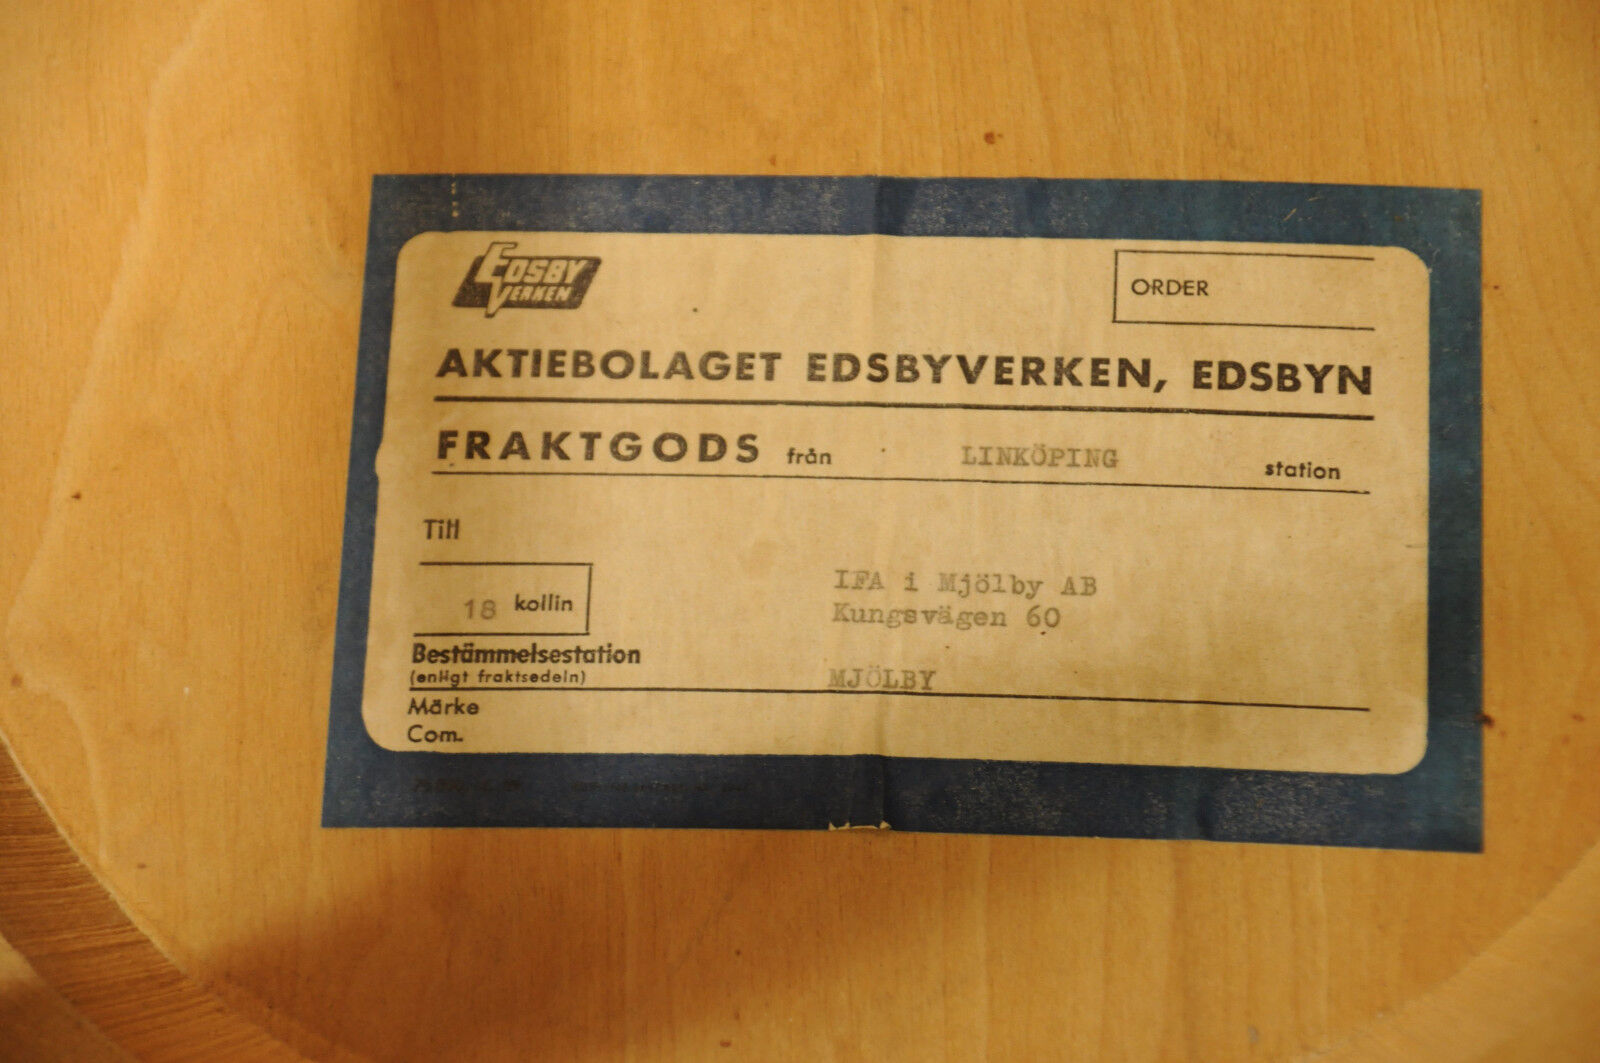 EDSBY
VERKEN
ORDER
AKTIEBOLAGET EDSBYVERKEN, EDSBYN
FRAKTGODS från LINKÖPING station
Till
18 kollin
IFA i Mjölby AB
Kungsvägen 60
Bestämmelsestation
(enligt fraktsedeln)
MJÖLBY
Märke
Com.